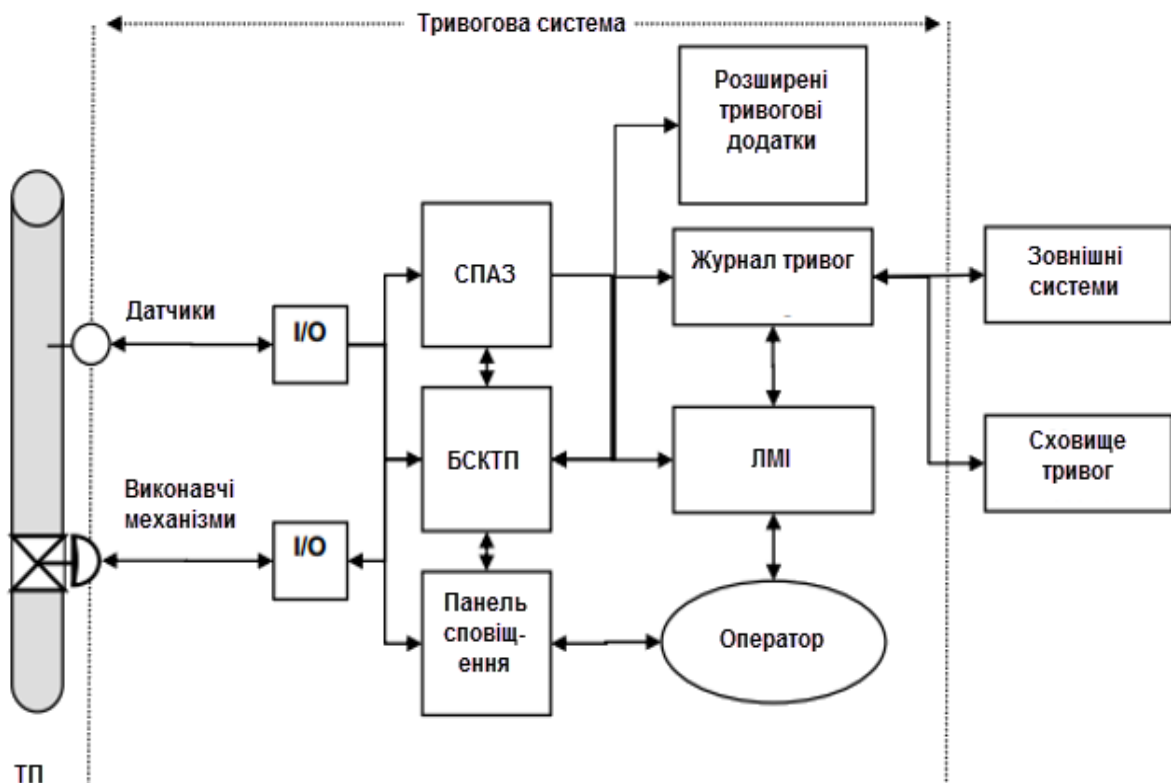 Тривогова система
Розширені
тривогові
додатки
СПАЗ
Журнал тривог
Зовнішні
системи
Датчики
I/O
БСКТП
ЛМІ
Сховище
тривог
Виконавчі
механізми
I/O
Панель
сповіщ-
ення
Оператор
ТП